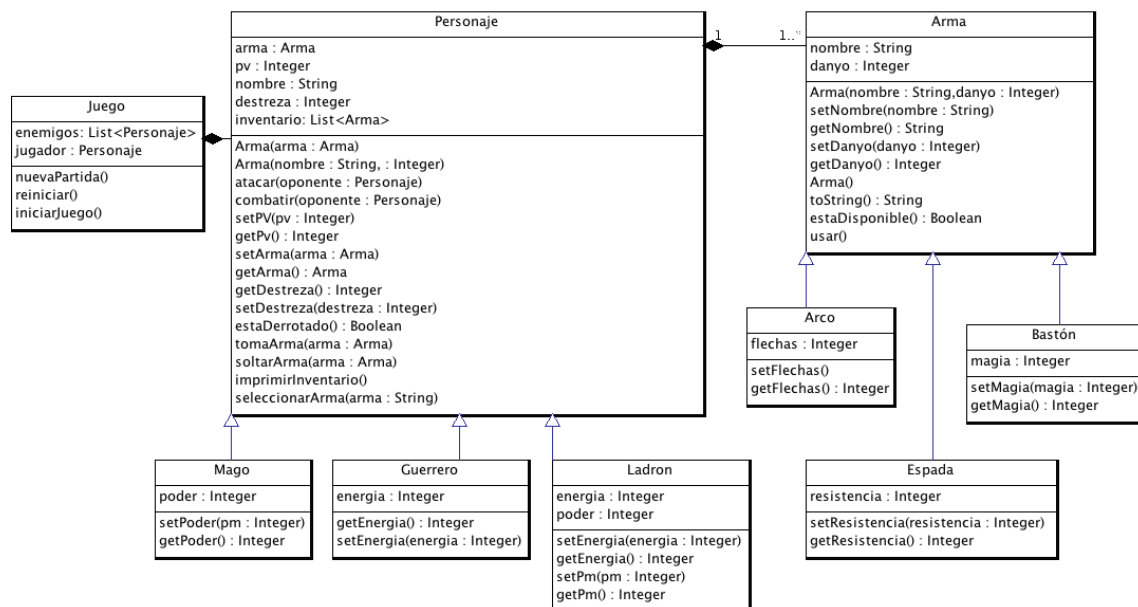 Personaje
arma : Arma
pv : Integer
nombre : String
destreza : Integer
inventario: List<Arma>
Arma(arma : Arma)
Arma(nombre : String, : Integer)
atacar(oponente : Personaje)
combatir(oponente : Personaje)
setPV(pv : Integer)
getPv() : Integer
setArma(arma : Arma)
getArma() : Arma
getDestreza() : Integer
setDestreza(destreza : Integer)
estaDerrotado() : Boolean
tomaArma(arma : Arma)
soltarArma(arma : Arma)
imprimirInventario()
seleccionarArma(arma : String)
1
1..*
Arma
nombre : String
danyo : Integer
Arma(nombre : String,danyo : Integer)
setNombre(nombre : String)
getNombre() : String
setDanyo(danyo : Integer)
getDanyo() : Integer
Arma()
toString() : String
estaDisponible() : Boolean
usar()
Juego
enemigos: List<Personaje>
jugador : Personaje
nuevaPartida()
reiniciar()
iniciarJuego()
Arco
flechas : Integer
setFlechas()
getFlechas() : Integer
Bastón
magia : Integer
setMagia(magia : Integer)
getMagia() : Integer
Mago
poder : Integer
setPoder(pm : Integer)
getPoder() : Integer
Guerrero
energia : Integer
getEnergia() : Integer
setEnergia(energia : Integer)
Ladron
energia : Integer
poder : Integer
setEnergia(energia : Integer)
getEnergia() : Integer
setPm(pm : Integer)
getPm() : Integer
Espada
resistencia : Integer
setResistencia(resistencia : Integer)
getResistencia() : Integer